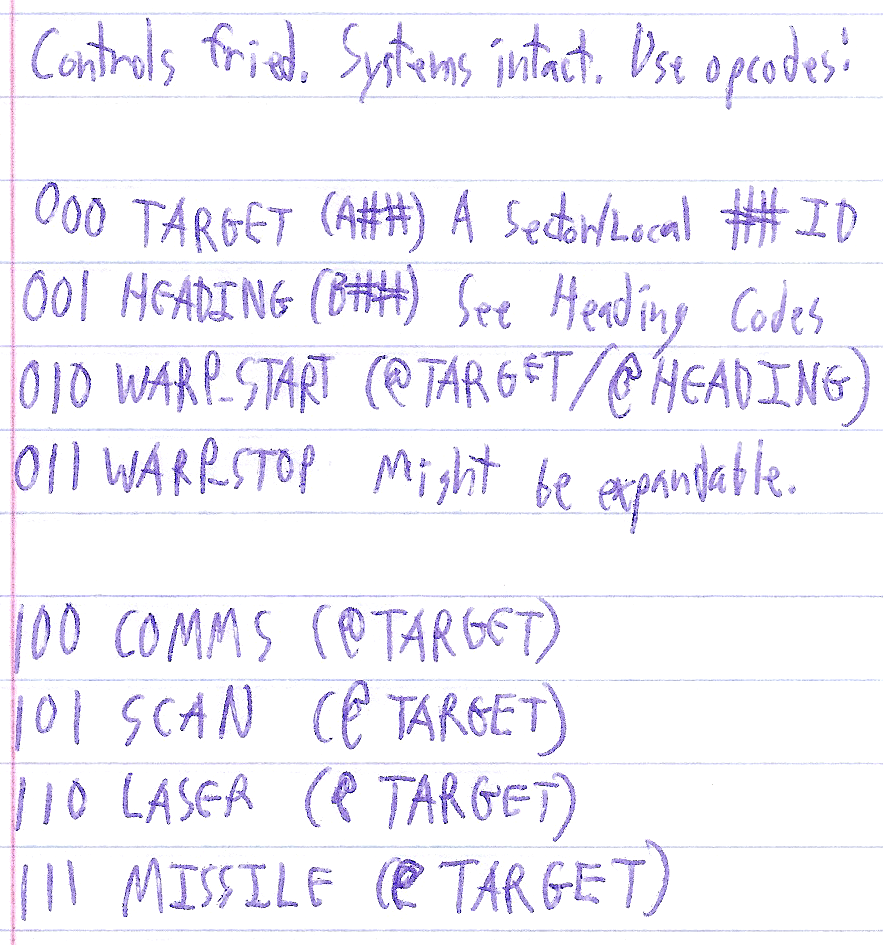 Controls fried. Systems intact. Use opcodes:
000 TARGET (A##) A Sector/Local ## ID
001 HEADING (B##) See Heading Codes
010 WARP_START (@TARGET/@HEADING)
011 WARP_STOP Might be expandable.
100 COMMS (@TARGET)
101 SCAN (@TARGET)
110 LASER (@TARGET)
111 MISSILE (@TARGET)